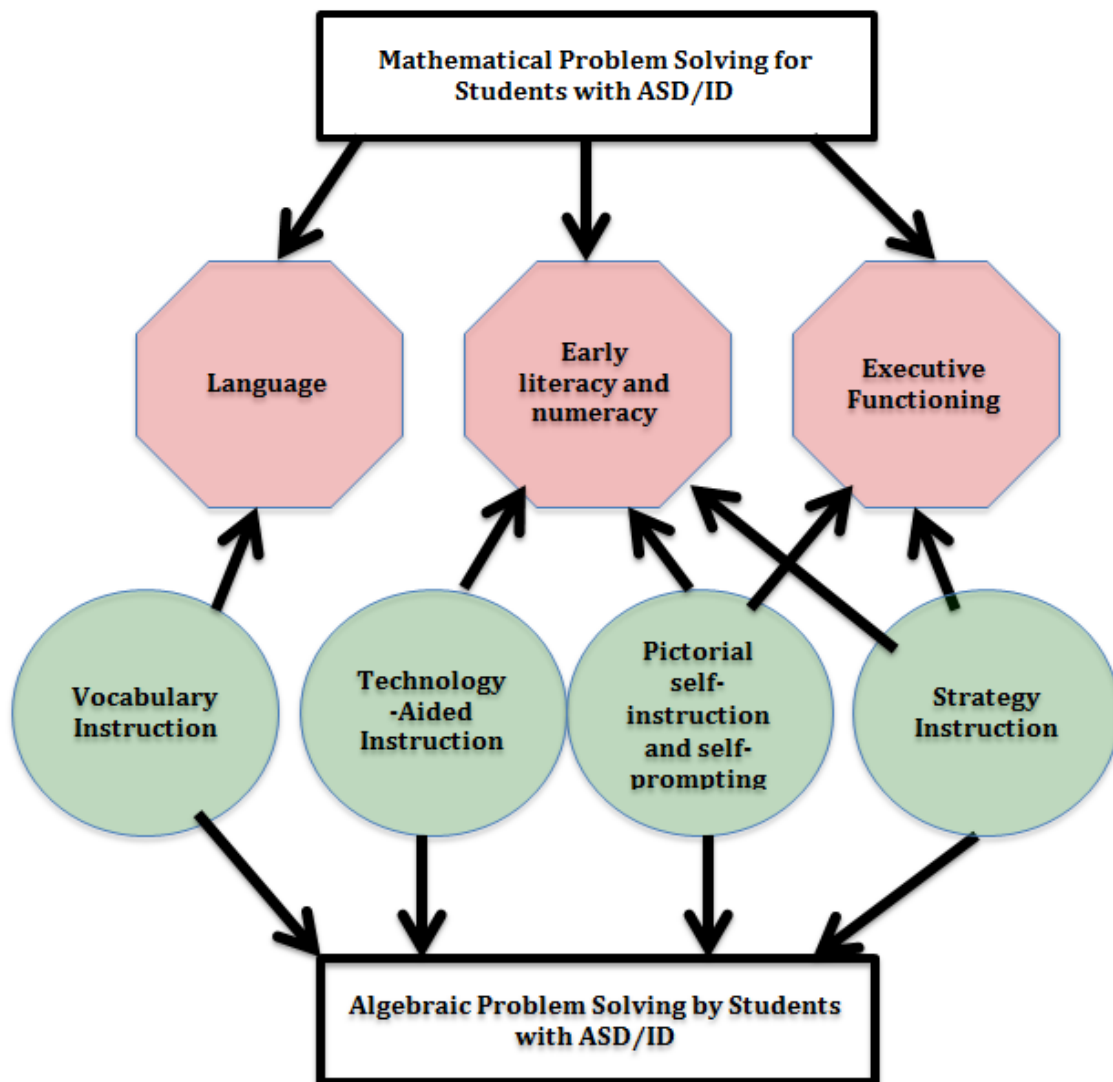 Mathematical Problem Solving for
Students with ASD/ID
Language
Early
literacy and
numeracy
Executive
Functioning
Vocabulary
Instruction
Technology
-Aided
Instruction
Pictorial
self-
instruction
and self-
prompting
Strategy
Instruction
Algebraic Problem Solving by Students
with ASD/ID